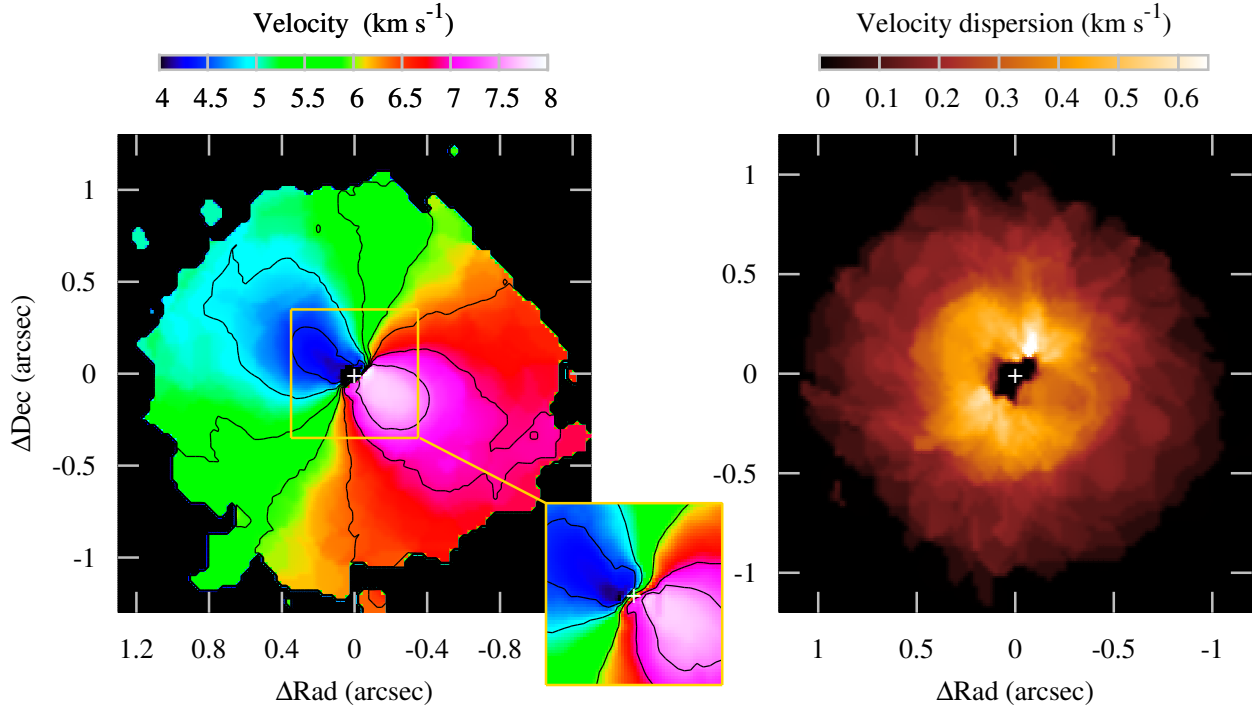 Velocity (km s⁻¹)
4 4.5 5 5.5 6 6.5 7 7.5 8
1
0.5
0
-0.5
-1
ΔDec (arcsec)
1.2 0.8 0.4 0 -0.4 -0.8
ΔRad (arcsec)
Velocity dispersion (km s⁻¹)
0 0.1 0.2 0.3 0.4 0.5 0.6
1
0.5
0
-0.5
-1
1 0.5 0 -0.5 -1
ΔRad (arcsec)